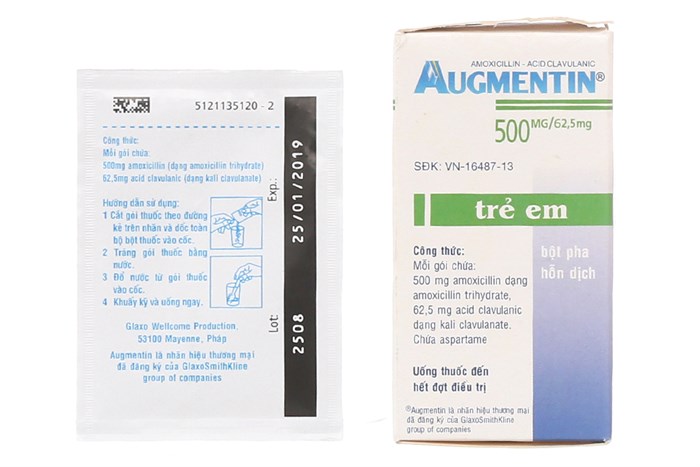 5121135120 - 2
Công thức:
Mỗi gói chứa:
500mg amoxicillin (dạng amoxicillin trihydrate)
62,5mg acid clavulanic (dạng kali clavulanate)
Hướng dẫn sử dụng:
1 Cắt gói thuốc theo đường
kẻ trên nhãn và dốc toàn
bộ bột thuốc vào cốc.
2 Tráng gói thuốc bằng
nước.
3 Đổ nước từ gói thuốc
vào cốc.
4 Khuấy kỹ và uống ngay.
Glaxo Wellcome Production,
53100 Mayenne, Pháp
Augmentin là nhãn hiệu thương mại
đã đăng ký của GlaxoSmithKline
group of companies
Exp.: 25/01/2019
Lot: 2508
AMOXICILLIN - ACID CLAVULANIC
AUGMENTIN®
500 MG/62,5mg
SĐK: VN-16487-13
trẻ em
Công thức:
Mỗi gói chứa:
500 mg amoxicillin dạng
amoxicillin trihydrate,
62,5 mg acid clavulanic
dạng kali clavulanate.
Chứa aspartame
bột pha
hỗn dịch
Uống thuốc đến
hết đợt điều trị
®Augmentin là nhãn hiệu thương mại
đã đăng ký của GlaxoSmithKline
group of companies